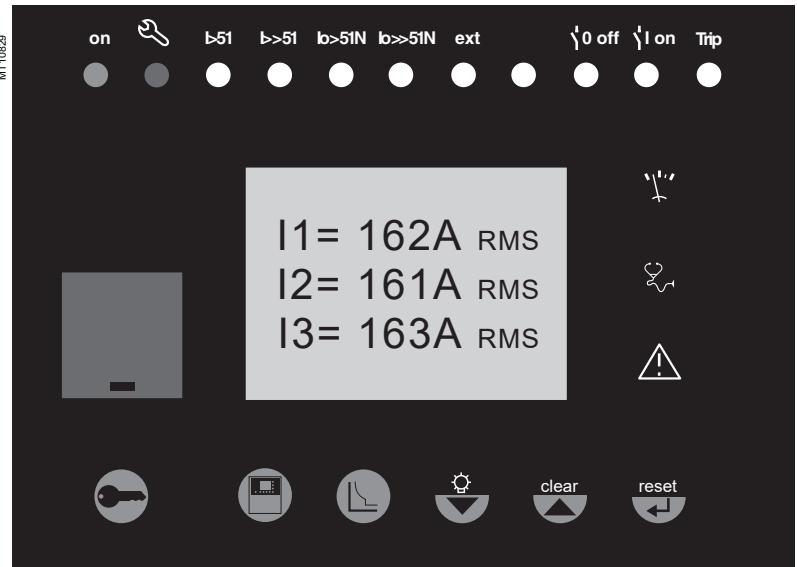 MT10829
on I>51 I>>51 Io>51N Io>>51N ext 0 off I on Trip
I1= 162A RMS
I2= 161A RMS
I3= 163A RMS
clear reset